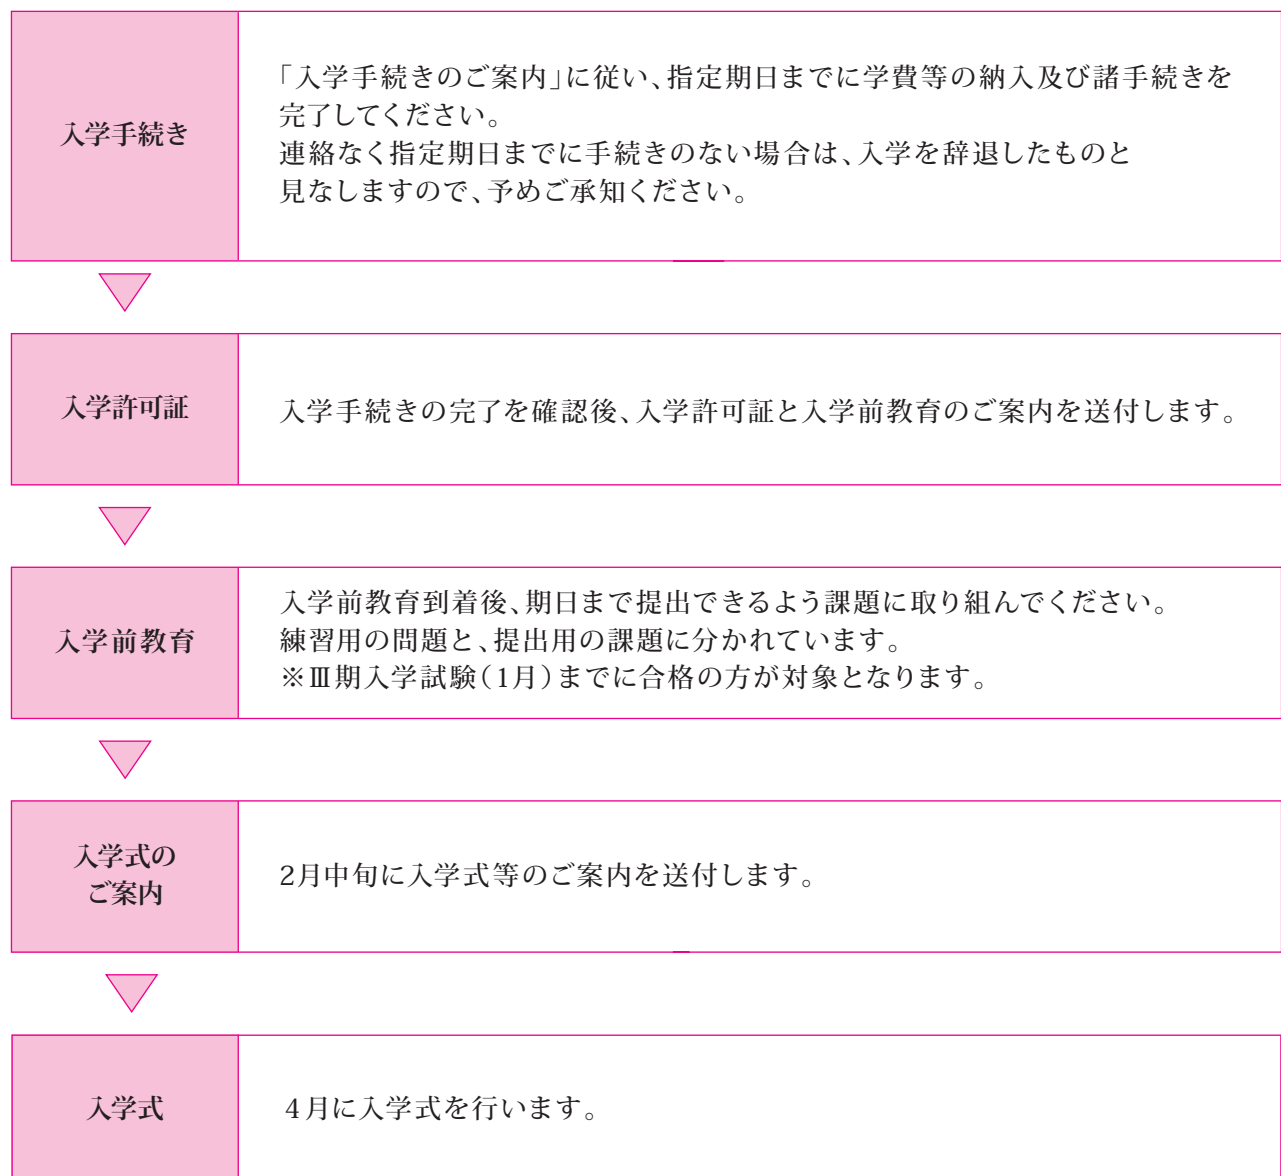 入学手続き
「入学手続きのご案内」に従い、指定期日までに学費等の納入及び諸手続きを
完了してください。
連絡なく指定期日までに手続きのない場合は、入学を辞退したものと
見なしますので、予めご承知ください。
入学許可証
入学手続きの完了を確認後、入学許可証と入学前教育のご案内を送付します。
入学前教育
入学前教育到着後、期日まで提出できるよう課題に取り組んでください。
練習用の問題と、提出用の課題に分かれています。
※Ⅲ期入学試験(1月)までに合格の方が対象となります。
入学式の
ご案内
2月中旬に入学式等のご案内を送付します。
入学式
4月に入学式を行います。